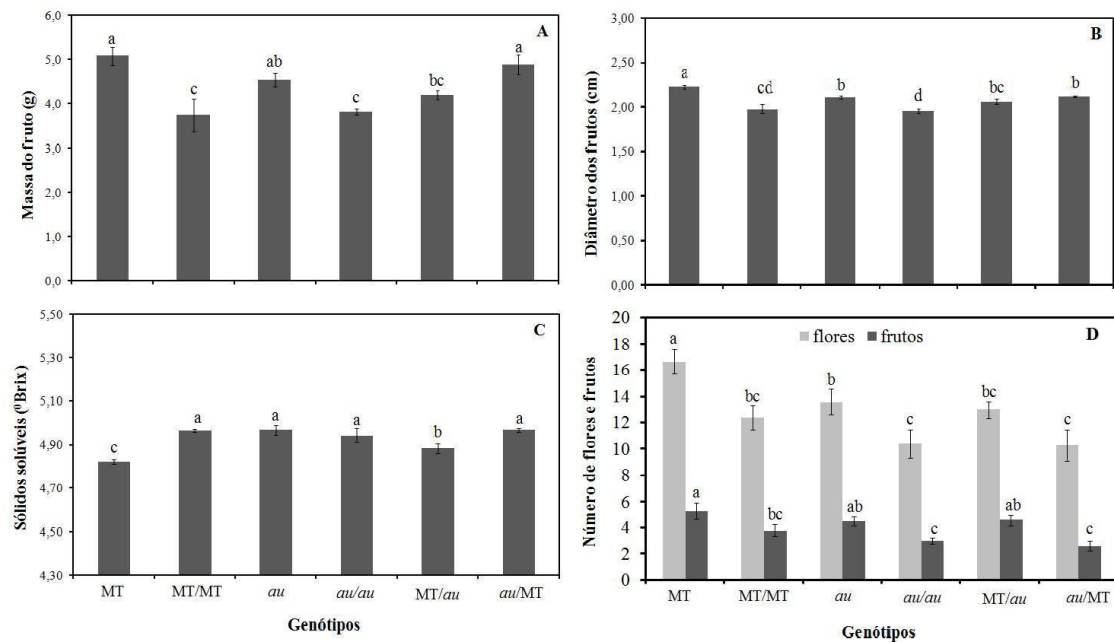 A
Massa do fruto (g)
6,0
5,0
4,0
3,0
2,0
1,0
0,0
a
c
ab
c
bc
a
B
Diâmetro dos frutos (cm)
3,00
2,50
2,00
1,50
1,00
0,50
0,00
a
cd
b
d
bc
b
C
Sólidos solúveis (⁰Brix)
5,50
5,30
5,10
4,90
4,70
4,50
4,30
c
a
a
a
b
a
MT MT/MT au au/au MT/au au/MT
Genótipos
D
flores frutos
Número de flores e frutos
20
18
16
14
12
10
8
6
4
2
0
a
bc
b
c
bc
c
a
bc
ab
c
ab
c
MT MT/MT au au/au MT/au au/MT
Genótipos